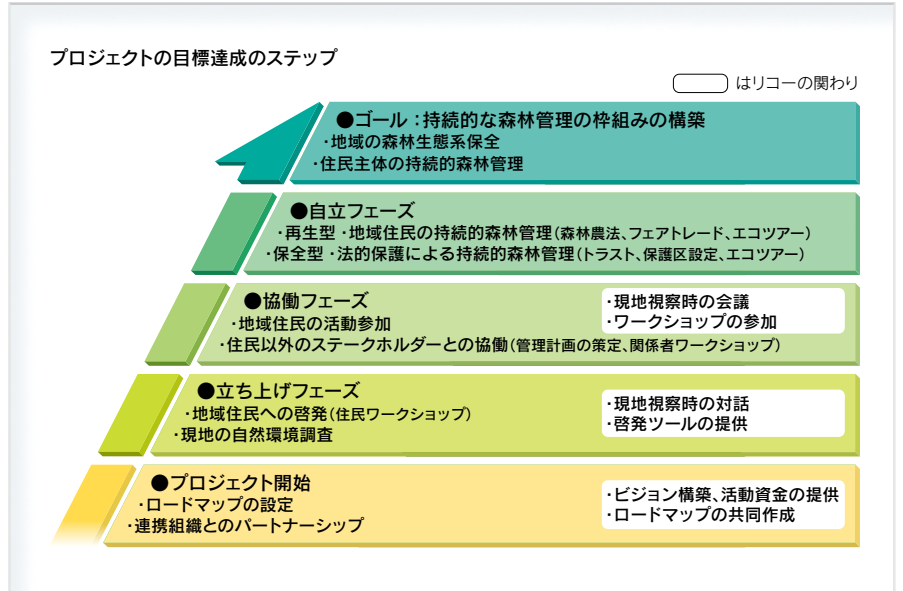 プロジェクトの目標達成のステップ
はリコーの関わり
●ゴール：持続的な森林管理の枠組みの構築
・地域の森林生態系保全
・住民主体の持続的森林管理
●自立フェーズ
・再生型・地域住民の持続的森林管理（森林農法、フェアトレード、エコツアー）
・保全型・法的保護による持続的森林管理（トラスト、保護区設定、エコツアー）
●協働フェーズ
・地域住民の活動参加
・住民以外のステークホルダーとの協働（管理計画の策定、関係者ワークショップ）
・現地視察時の会議
・ワークショップの参加
●立ち上げフェーズ
・地域住民への啓発（住民ワークショップ）
・現地の自然環境調査
・現地視察時の対話
・啓発ツールの提供
●プロジェクト開始
・ロードマップの設定
・連携組織とのパートナーシップ
・ビジョン構築、活動資金の提供
・ロードマップの共同作成